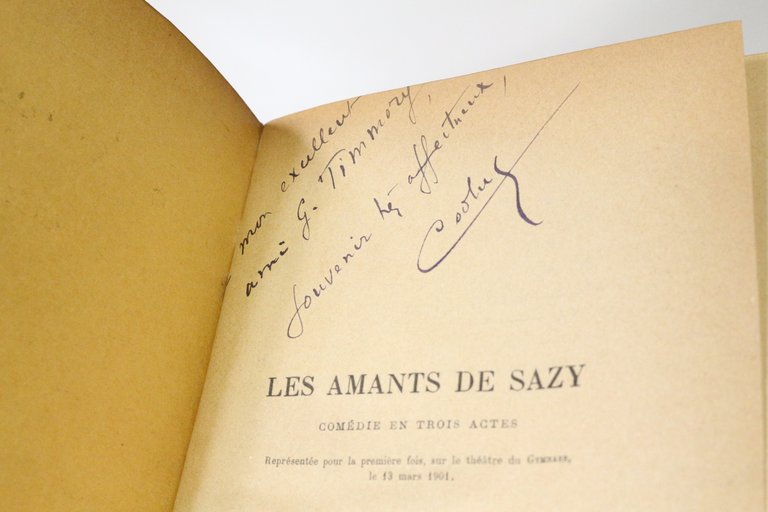 à mon excellent
ami G. Timmory,
souvenir très affectueux,
Coolus
LES AMANTS DE SAZY
COMÉDIE EN TROIS ACTES
Représentée pour la première fois, sur le théâtre du GYMNASE,
le 13 mars 1901.